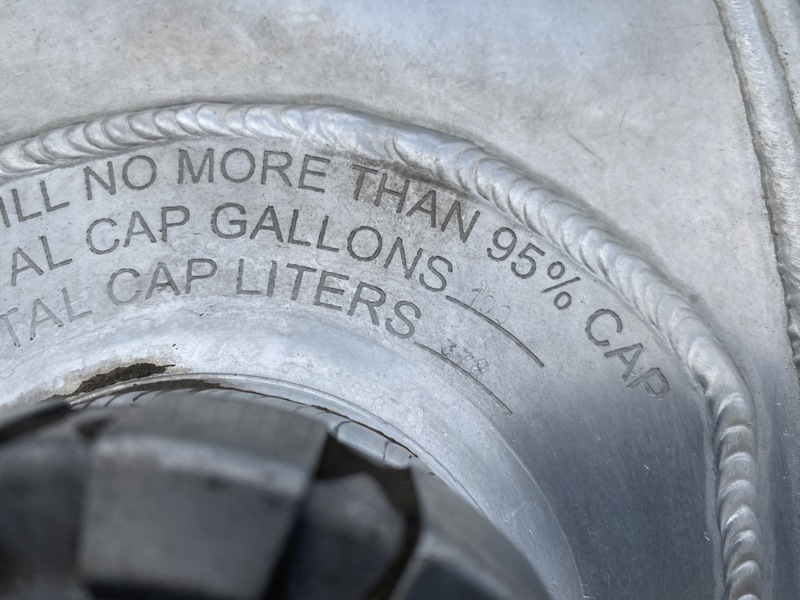 ILL NO MORE THAN 95% CAP
AL CAP GALLONS 100
TAL CAP LITERS 378